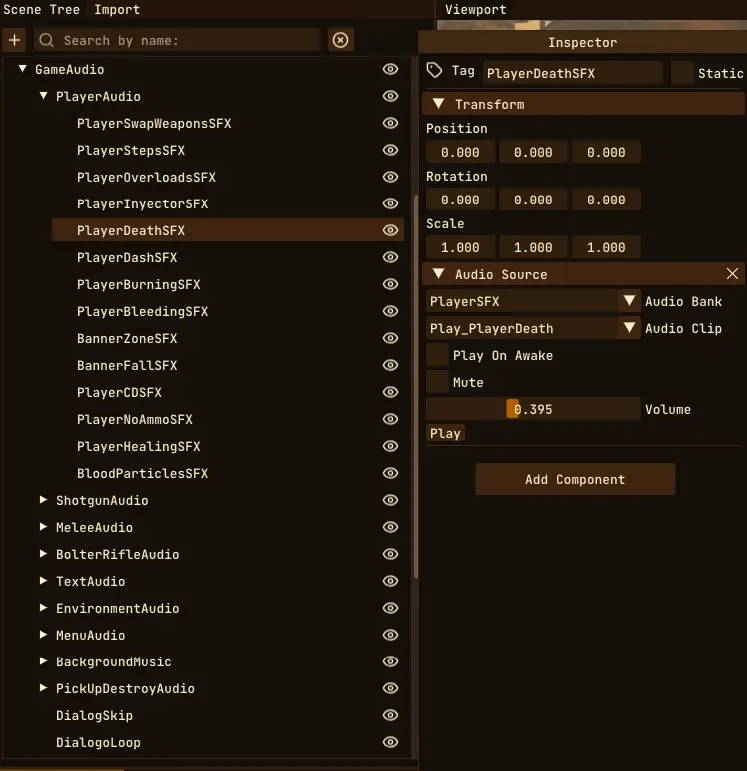 Scene Tree Import
Search by name:
GameAudio
PlayerAudio
PlayerSwapWeaponsSFX
PlayerStepsSFX
PlayerOverloadsSFX
PlayerInyectorSFX
PlayerDeathSFX
PlayerDashSFX
PlayerBurningSFX
PlayerBleedingSFX
BannerZoneSFX
BannerFallSFX
PlayerCDSFX
PlayerNoAmmoSFX
PlayerHealingSFX
BloodParticlesSFX
ShotgunAudio
MeleeAudio
BolterRifleAudio
TextAudio
EnvironmentAudio
MenuAudio
BackgroundMusic
PickUpDestroyAudio
DialogSkip
DialogoLoop
Viewport
Inspector
Tag PlayerDeathSFX Static
Transform
Position
0.000 0.000 0.000
Rotation
0.000 0.000 0.000
Scale
1.000 1.000 1.000
Audio Source
PlayerSFX Audio Bank
Play_PlayerDeath Audio Clip
Play On Awake
Mute
0.395 Volume
Play
Add Component